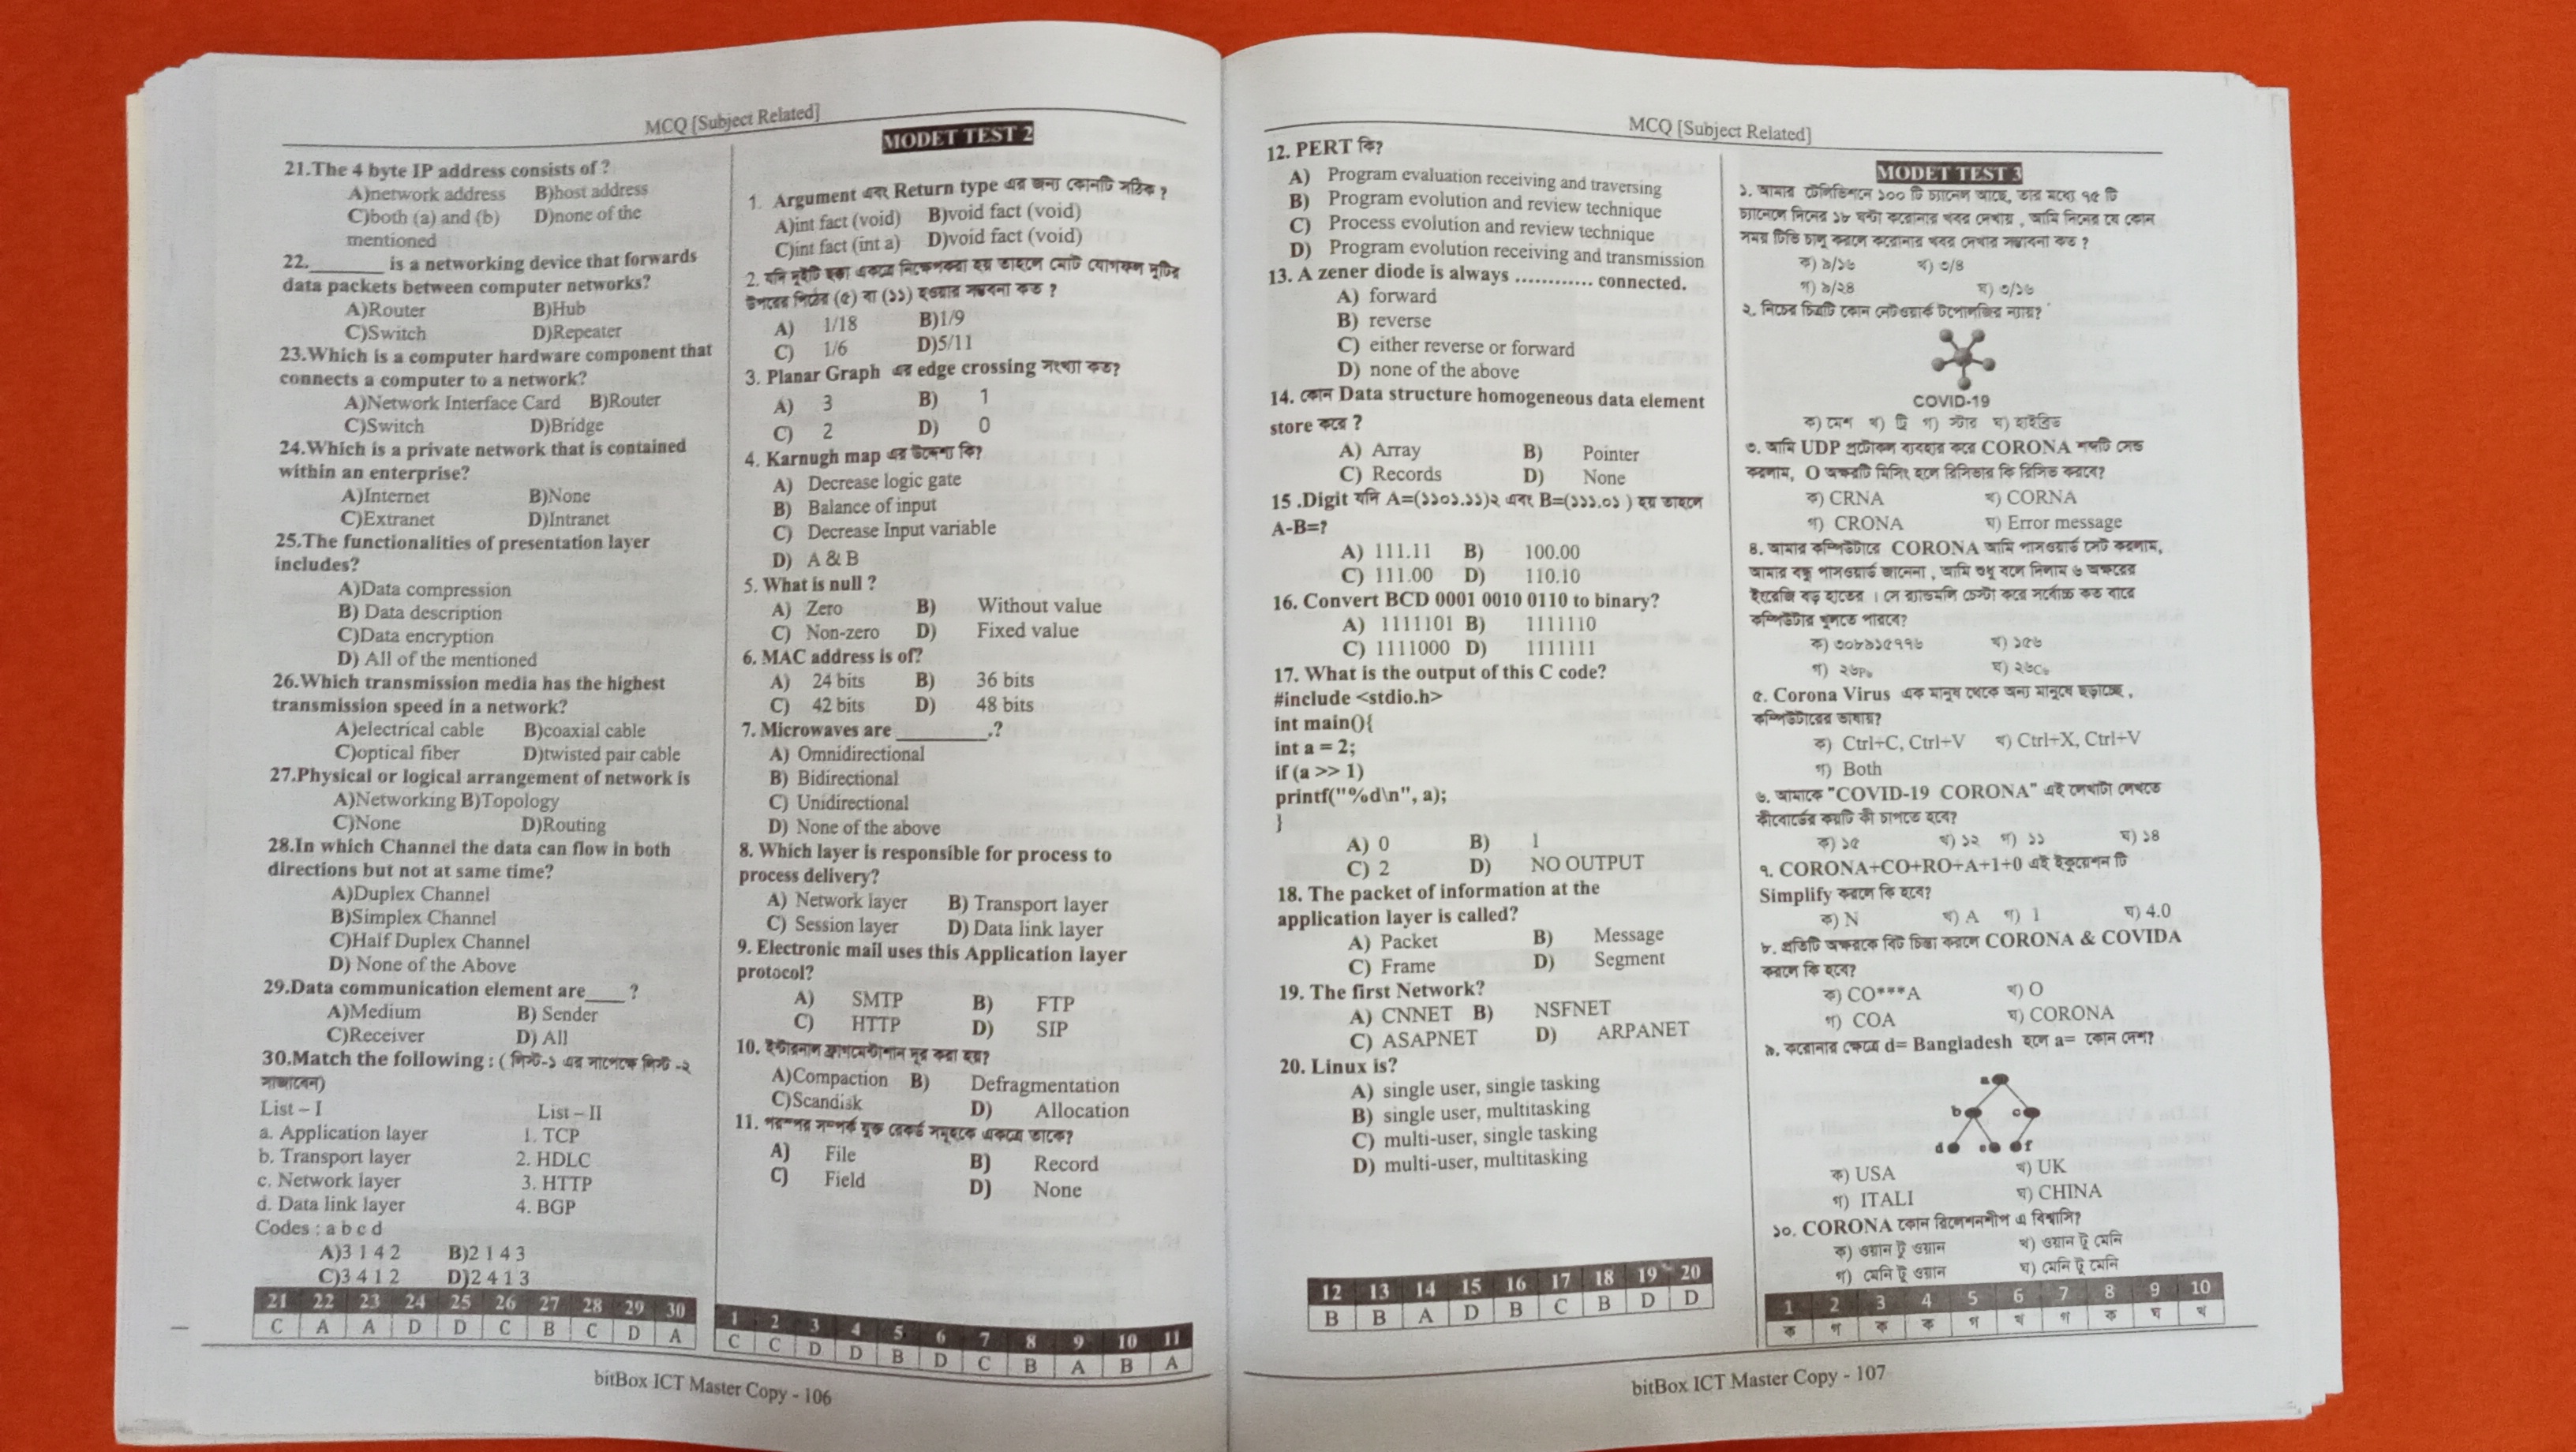 MCQ [Subject Related]
21.The 4 byte IP address consists of ?
A)network address B)host address
C)both (a) and (b) D)none of the
mentioned
22.________ is a networking device that forwards
data packets between computer networks?
A)Router B)Hub
C)Switch D)Repeater
23.Which is a computer hardware component that
connects a computer to a network?
A)Network Interface Card B)Router
C)Switch D)Bridge
24.Which is a private network that is contained
within an enterprise?
A)Internet B)None
C)Extranet D)Intranet
25.The functionalities of presentation layer
includes?
A)Data compression
B) Data description
C)Data encryption
D) All of the mentioned
26.Which transmission media has the highest
transmission speed in a network?
A)electrical cable B)coaxial cable
C)optical fiber D)twisted pair cable
27.Physical or logical arrangement of network is
A)Networking B)Topology
C)None D)Routing
28.In which Channel the data can flow in both
directions but not at same time?
A)Duplex Channel
B)Simplex Channel
C)Half Duplex Channel
D) None of the Above
29.Data communication element are____ ?
A)Medium B) Sender
C)Receiver D) All
30.Match the following : ( লিস্ট-১ এর সাপেক্ষে লিস্ট -২
সাজাবেন)
List – I List – II
a. Application layer 1. TCP
b. Transport layer 2. HDLC
c. Network layer 3. HTTP
d. Data link layer 4. BGP
Codes : a b c d
A)3 1 4 2 B)2 1 4 3
C)3 4 1 2 D)2 4 1 3
21 22 23 24 25 26 27 28 29 30
C A A D D C B C D A
MODET TEST 2
1. Argument এবং Return type এর জন্য কোনটি সঠিক ?
A)int fact (void) B)void fact (void)
C)int fact (int a) D)void fact (void)
2. যদি দুইটি ছক্কা একত্রে নিক্ষেপকরা হয় তাহলে মোট যোগফল দুটির
উপরের পিঠের (৫) বা (১১) হওয়ার সম্ভবনা কত ?
A) 1/18 B)1/9
C) 1/6 D)5/11
3. Planar Graph এর edge crossing সংখ্যা কত?
A) 3 B) 1
C) 2 D) 0
4. Karnugh map এর উদ্দেশ্য কি?
A) Decrease logic gate
B) Balance of input
C) Decrease Input variable
D) A & B
5. What is null ?
A) Zero B) Without value
C) Non-zero D) Fixed value
6. MAC address is of?
A) 24 bits B) 36 bits
C) 42 bits D) 48 bits
7. Microwaves are _________.?
A) Omnidirectional
B) Bidirectional
C) Unidirectional
D) None of the above
8. Which layer is responsible for process to
process delivery?
A) Network layer B) Transport layer
C) Session layer D) Data link layer
9. Electronic mail uses this Application layer
protocol?
A) SMTP B) FTP
C) HTTP D) SIP
10. ইন্টারনাল ফ্রাগমেন্টেশান দূর করা হয়?
A)Compaction B) Defragmentation
C)Scandisk D) Allocation
11. পরস্পর সম্পর্ক যুক্ত রেকর্ড সমূহকে একত্রে ডাকে?
A) File B) Record
C) Field D) None
1 2 3 4 5 6 7 8 9 10 11
C C D D B D C B A B A
bitBox ICT Master Copy - 106
MCQ [Subject Related]
12. PERT কি?
A) Program evaluation receiving and traversing
B) Program evolution and review technique
C) Process evolution and review technique
D) Program evolution receiving and transmission
13. A zener diode is always ............ connected.
A) forward
B) reverse
C) either reverse or forward
D) none of the above
14. কোন Data structure homogeneous data element
store করে ?
A) Array B) Pointer
C) Records D) None
15 .Digit যদি A=(১১০১.১১)২ এবং B=(১১১.০১ ) হয় তাহলে
A-B=?
A) 111.11 B) 100.00
C) 111.00 D) 110.10
16. Convert BCD 0001 0010 0110 to binary?
A) 1111101 B) 1111110
C) 1111000 D) 1111111
17. What is the output of this C code?
#include <stdio.h>
int main(){
int a = 2;
if (a >> 1)
printf("%d\n", a);
}
A) 0 B) 1
C) 2 D) NO OUTPUT
18. The packet of information at the
application layer is called?
A) Packet B) Message
C) Frame D) Segment
19. The first Network?
A) CNNET B) NSFNET
C) ASAPNET D) ARPANET
20. Linux is?
A) single user, single tasking
B) single user, multitasking
C) multi-user, single tasking
D) multi-user, multitasking
12 13 14 15 16 17 18 19 20
B B A D B C B D D
MODET TEST 3
১. আমার টেলিভিশনে ১০০ টি চ্যানেল আছে, তার মধ্যে ৭৫ টি
চ্যানেলে দিনের ১৮ ঘন্টা করোনার খবর দেখায় , আমি দিনের যে কোন
সময় টিভি চালু করলে করোনার খবর দেখার সম্ভাবনা কত ?
ক) ৯/১৬ খ) ৩/৪
গ) ৯/২৪ ঘ) ৩/১৬
২. নিচের চিত্রটি কোন নেটওয়ার্ক টপোলজির ন্যায়?
COVID-19
ক) মেশ খ) ট্রি গ) স্টার ঘ) হাইব্রিড
৩. আমি UDP প্রটোকল ব্যবহার করে CORONA শব্দটি সেন্ড
করলাম, O অক্ষরটি মিসিং হলে রিসিভার কি রিসিভ করবে?
ক) CRNA খ) CORNA
গ) CRONA ঘ) Error message
৪. আমার কম্পিউটারে CORONA আমি পাসওয়ার্ড সেট করলাম,
আমার বন্ধু পাসওয়ার্ড জানেনা , আমি শুধু বলে দিলাম ৬ অক্ষরের
ইংরেজি বড় হাতের । সে র‍্যান্ডমলি চেস্টা করে সর্বোচ্চ কত বারে
কম্পিউটার খুলতে পারবে?
ক) ৩০৮৯১৫৭৭৬ খ) ১৫৬
গ) ২৬P৬ ঘ) ২৬C৬
৫. Corona Virus এক মানুষ থেকে অন্য মানুষে ছড়াচ্ছে ,
কম্পিউটারের ভাষায়?
ক) Ctrl+C, Ctrl+V খ) Ctrl+X, Ctrl+V
গ) Both
৬. আমাকে "COVID-19 CORONA" এই লেখাটা লেখতে
কীবোর্ডের কয়টি কী চাপতে হবে?
ক) ১৫ খ) ১২ গ) ১১ ঘ) ১৪
৭. CORONA+CO+RO+A+1+0 এই ইকুয়েশন টি
Simplify করলে কি হবে?
ক) N খ) A গ) 1 ঘ) 4.0
৮. প্রতিটি অক্ষরকে বিট চিন্তা করলে CORONA & COVIDA
করলে কি হবে?
ক) CO***A খ) O
গ) COA ঘ) CORONA
৯. করোনার ক্ষেত্রে d= Bangladesh হলে a= কোন দেশ?
a
b c
d e f
ক) USA খ) UK
গ) ITALI ঘ) CHINA
১০. CORONA কোন রিলেশনশীপ এ বিশ্বাসি?
ক) ওয়ান টু ওয়ান খ) ওয়ান টু মেনি
গ) মেনি টু ওয়ান ঘ) মেনি টু মেনি
1 2 3 4 5 6 7 8 9 10
ক গ ক ক গ খ গ ক ঘ খ
bitBox ICT Master Copy - 107